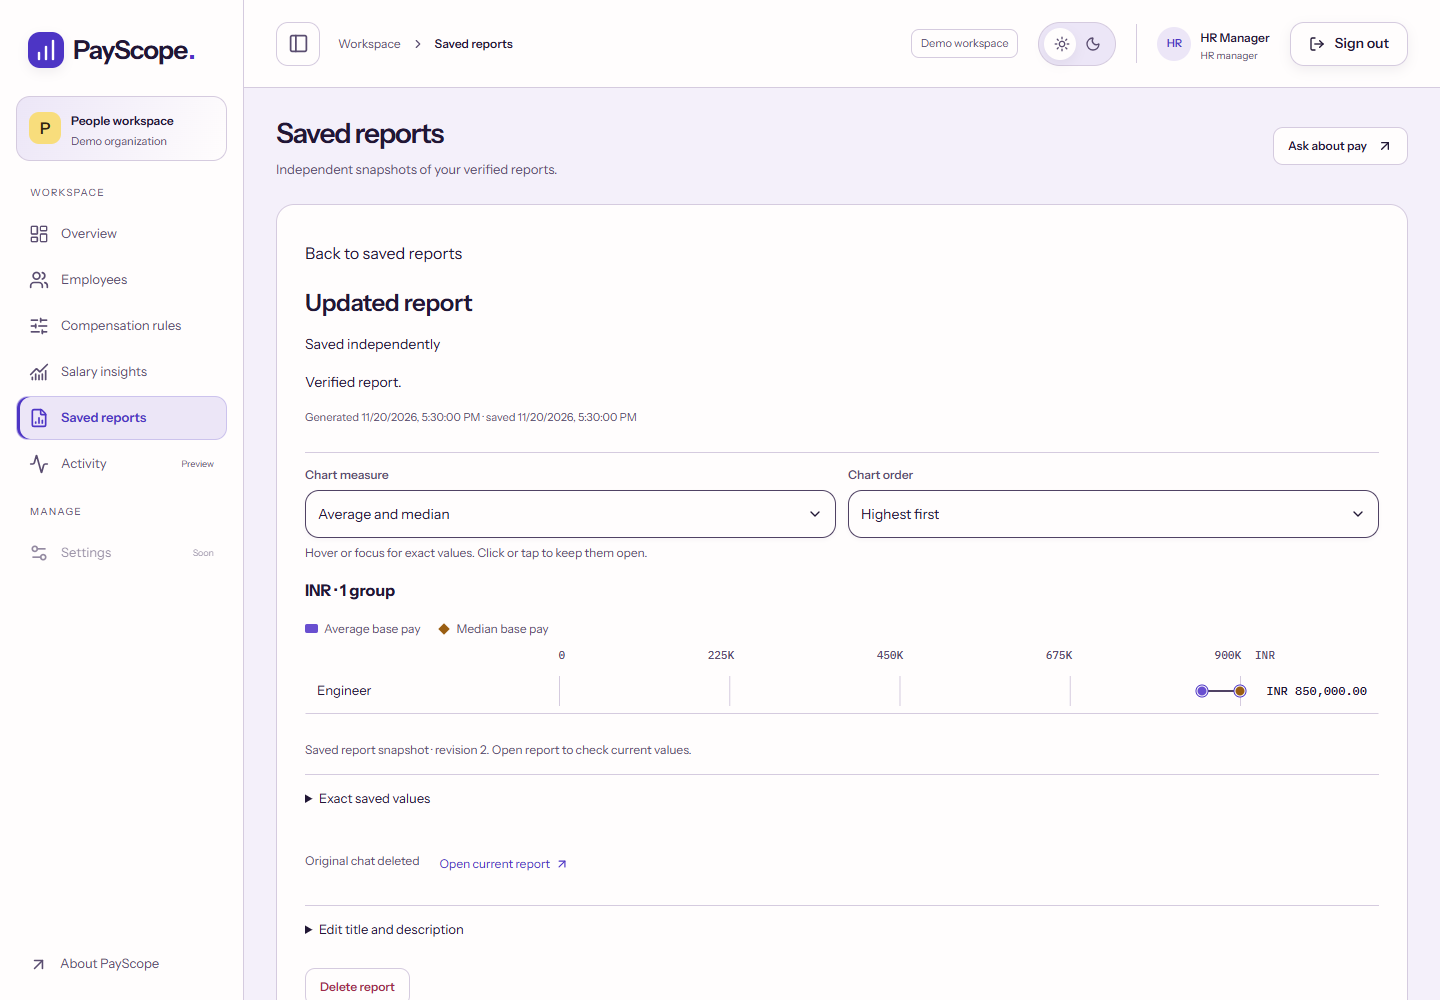 PayScope.
P
People workspace
Demo organization
WORKSPACE
Overview
Employees
Compensation rules
Salary insights
Saved reports
Activity
Preview
MANAGE
Settings
Soon
About PayScope
Workspace
Saved reports
Demo workspace
HR
HR Manager
HR manager
Sign out
Saved reports
Independent snapshots of your verified reports.
Ask about pay
Back to saved reports
Updated report
Saved independently
Verified report.
Generated 11/20/2026, 5:30:00 PM · saved 11/20/2026, 5:30:00 PM
Chart measure
Average and median
Chart order
Highest first
Hover or focus for exact values. Click or tap to keep them open.
INR · 1 group
Average base pay
Median base pay
0 225K 450K 675K 900K INR
Engineer
INR 850,000.00
Saved report snapshot · revision 2. Open report to check current values.
Exact saved values
Original chat deleted
Open current report
Edit title and description
Delete report